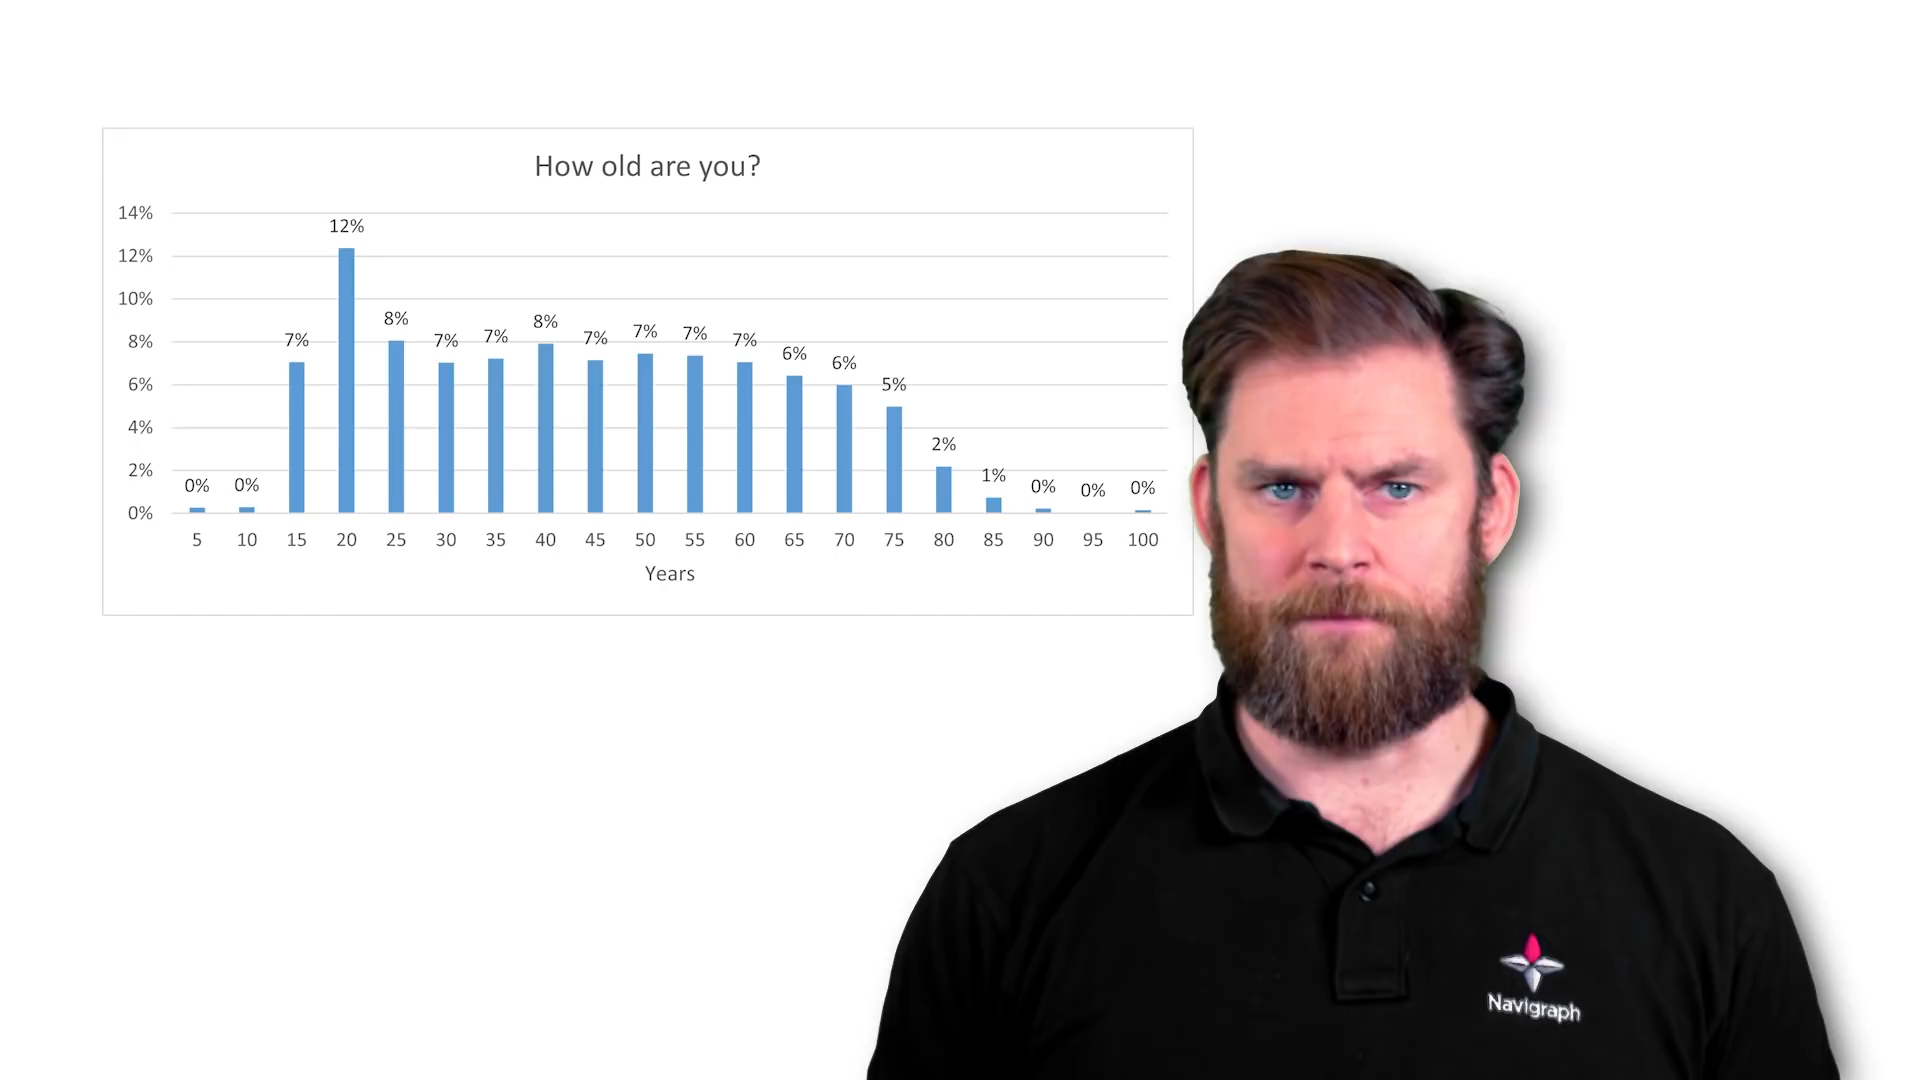 How old are you?
14%
12%
10%
8%
6%
4%
2%
0%
0% 0% 7% 12% 8% 7% 7% 8% 7% 7% 7% 7% 6% 6% 5% 2% 1% 0% 0% 0%
5 10 15 20 25 30 35 40 45 50 55 60 65 70 75 80 85 90 95 100
Years
Navigraph